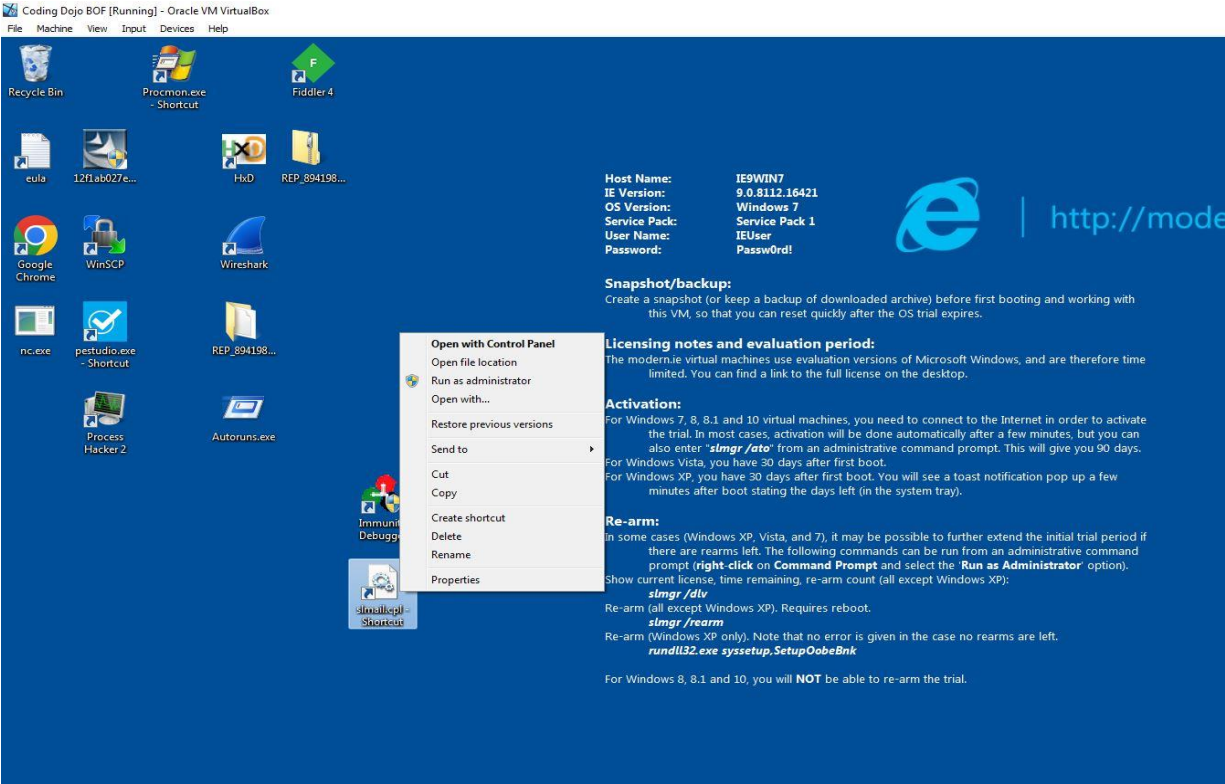 Coding Dojo BOF [Running] - Oracle VM VirtualBox
File Machine View Input Devices Help
Recycle Bin
Procmon.exe
- Shortcut
Fiddler 4
eula
12f1ab027e...
HxD
HxD
REP_894198...
Google
Chrome
WinSCP
Wireshark
nc.exe
pestudio.exe
- Shortcut
REP_894198...
Process
Hacker 2
Autoruns.exe
Immunit
Debugge
slmail.cpl -
Shortcut
Open with Control Panel
Open file location
Run as administrator
Open with...
Restore previous versions
Send to
Cut
Copy
Create shortcut
Delete
Rename
Properties
Host Name: IE9WIN7
IE Version: 9.0.8112.16421
OS Version: Windows 7
Service Pack: Service Pack 1
User Name: IEUser
Password: Passw0rd!
http://mode
Snapshot/backup:
Create a snapshot (or keep a backup of downloaded archive) before first booting and working with
this VM, so that you can reset quickly after the OS trial expires.
Licensing notes and evaluation period:
The modern.ie virtual machines use evaluation versions of Microsoft Windows, and are therefore time
limited. You can find a link to the full license on the desktop.
Activation:
For Windows 7, 8, 8.1 and 10 virtual machines, you need to connect to the Internet in order to activate
the trial. In most cases, activation will be done automatically after a few minutes, but you can
also enter "slmgr /ato" from an administrative command prompt. This will give you 90 days.
For Windows Vista, you have 30 days after first boot.
For Windows XP, you have 30 days after first boot. You will see a toast notification pop up a few
minutes after boot stating the days left (in the system tray).
Re-arm:
In some cases (Windows XP, Vista, and 7), it may be possible to further extend the initial trial period if
there are rearms left. The following commands can be run from an administrative command
prompt (right-click on Command Prompt and select the 'Run as Administrator' option).
Show current license, time remaining, re-arm count (all except Windows XP):
slmgr /dlv
Re-arm (all except Windows XP). Requires reboot.
slmgr /rearm
Re-arm (Windows XP only). Note that no error is given in the case no rearms are left.
rundll32.exe syssetup,SetupOobeBnk
For Windows 8, 8.1 and 10, you will NOT be able to re-arm the trial.